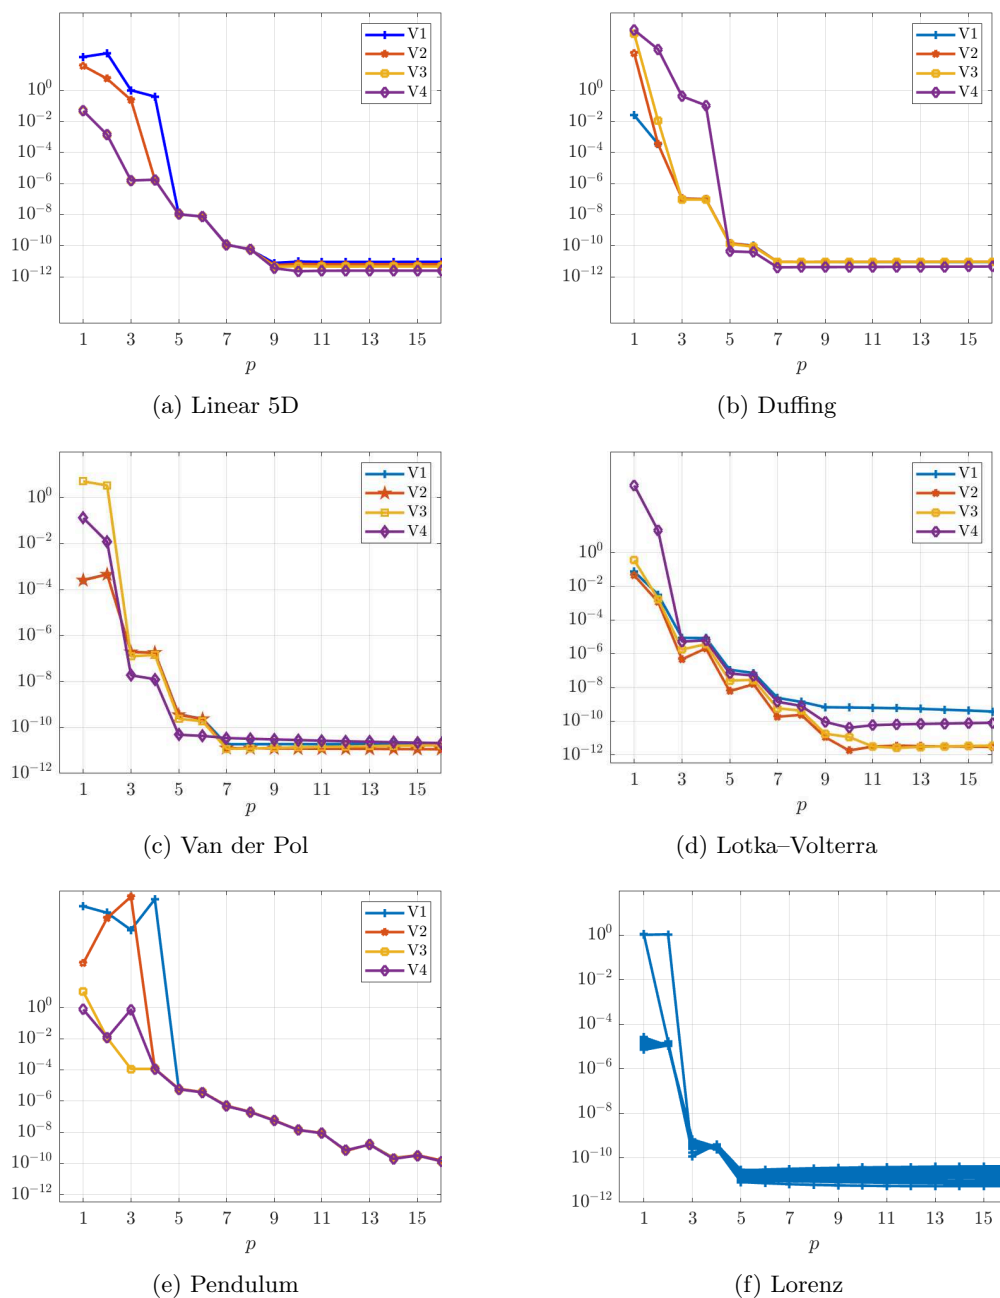 V1
V2
V3
V4
10^0
10^-2
10^-4
10^-6
10^-8
10^-10
10^-12
1 3 5 7 9 11 13 15
p
(a) Linear 5D
V1
V2
V3
V4
10^0
10^-2
10^-4
10^-6
10^-8
10^-10
10^-12
1 3 5 7 9 11 13 15
p
(b) Duffing
V1
V2
V3
V4
10^0
10^-2
10^-4
10^-6
10^-8
10^-10
10^-12
1 3 5 7 9 11 13 15
p
(c) Van der Pol
V1
V2
V3
V4
10^0
10^-2
10^-4
10^-6
10^-8
10^-10
10^-12
1 3 5 7 9 11 13 15
p
(d) Lotka–Volterra
V1
V2
V3
V4
10^0
10^-2
10^-4
10^-6
10^-8
10^-10
10^-12
1 3 5 7 9 11 13 15
p
(e) Pendulum
10^0
10^-2
10^-4
10^-6
10^-8
10^-10
10^-12
1 3 5 7 9 11 13 15
p
(f) Lorenz